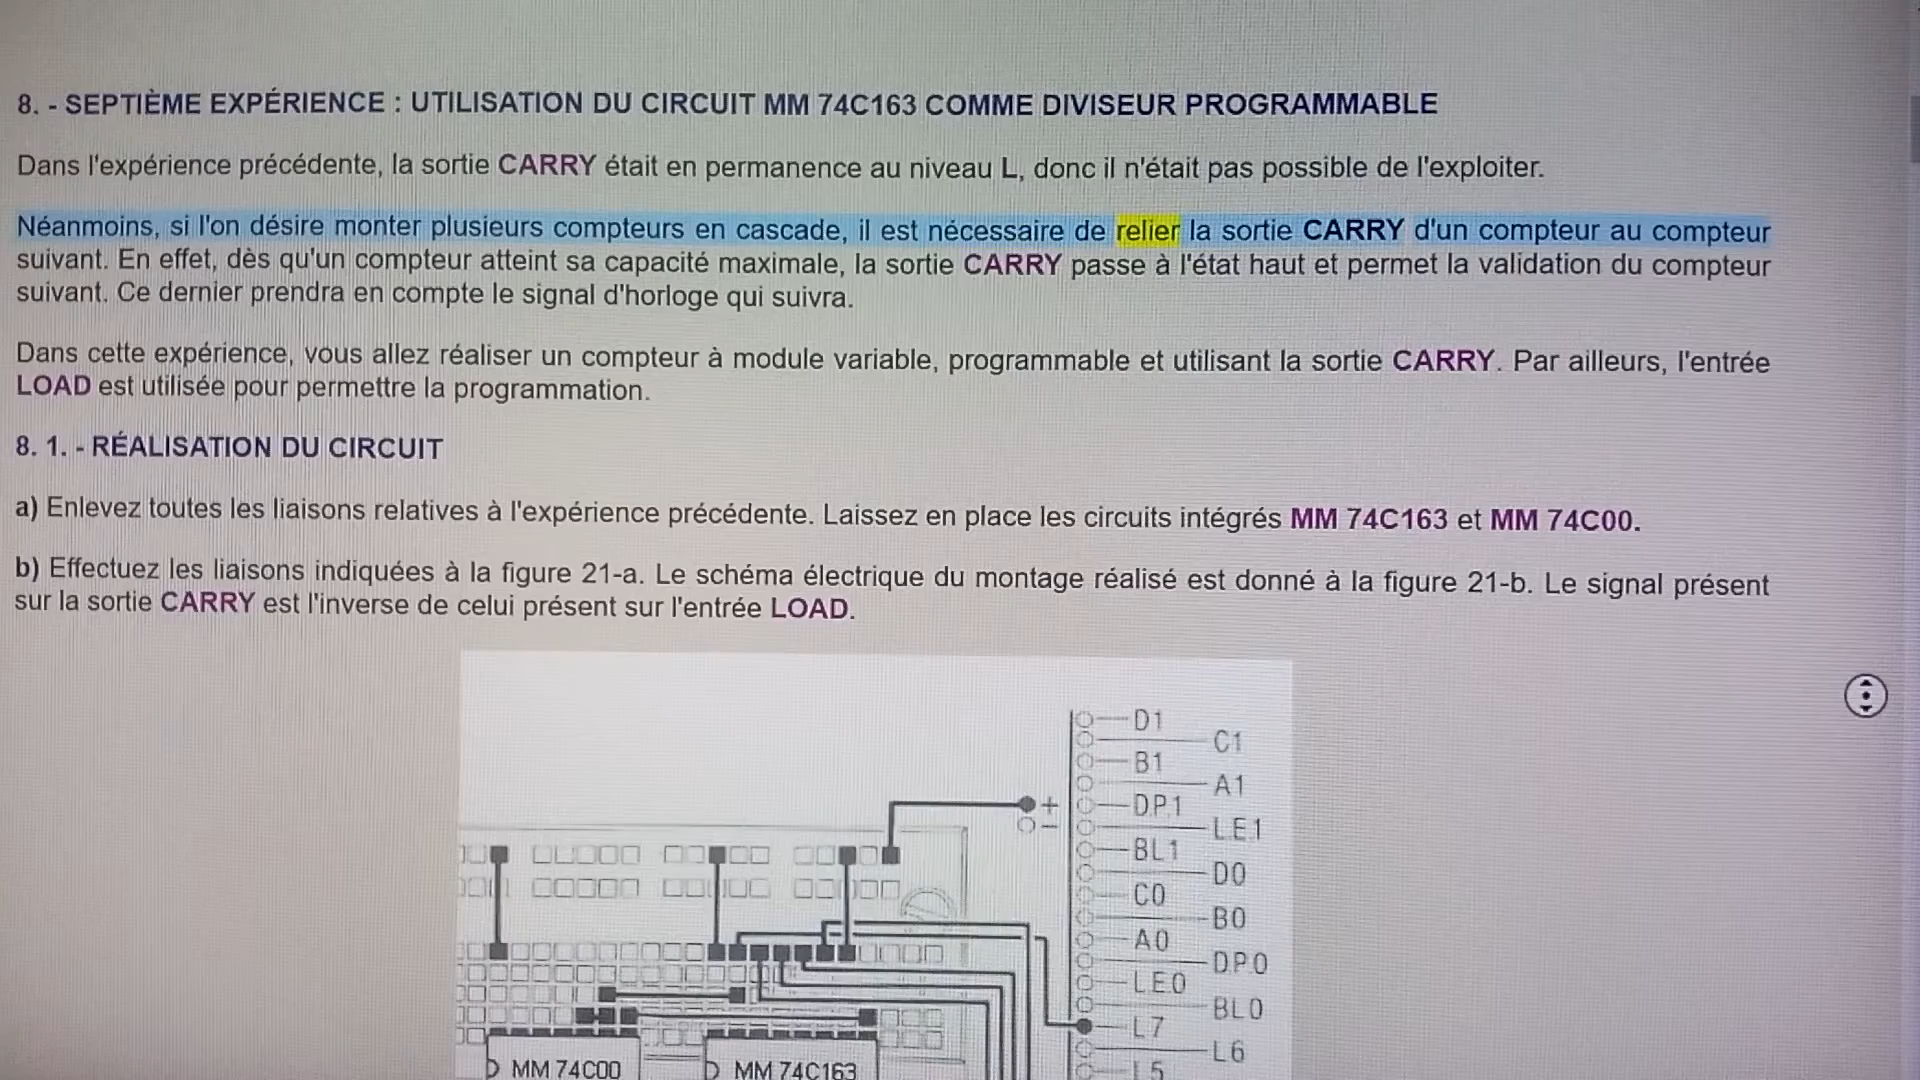 8. - SEPTIÈME EXPÉRIENCE : UTILISATION DU CIRCUIT MM 74C163 COMME DIVISEUR PROGRAMMABLE
Dans l'expérience précédente, la sortie CARRY était en permanence au niveau L, donc il n'était pas possible de l'exploiter.
Néanmoins, si l'on désire monter plusieurs compteurs en cascade, il est nécessaire de relier la sortie CARRY d'un compteur au compteur
suivant. En effet, dès qu'un compteur atteint sa capacité maximale, la sortie CARRY passe à l'état haut et permet la validation du compteur
suivant. Ce dernier prendra en compte le signal d'horloge qui suivra.
Dans cette expérience, vous allez réaliser un compteur à module variable, programmable et utilisant la sortie CARRY. Par ailleurs, l'entrée
LOAD est utilisée pour permettre la programmation.
8. 1. - RÉALISATION DU CIRCUIT
a) Enlevez toutes les liaisons relatives à l'expérience précédente. Laissez en place les circuits intégrés MM 74C163 et MM 74C00.
b) Effectuez les liaisons indiquées à la figure 21-a. Le schéma électrique du montage réalisé est donné à la figure 21-b. Le signal présent
sur la sortie CARRY est l'inverse de celui présent sur l'entrée LOAD.
D1
C1
B1
A1
+
D.P.1
−
LE1
BL1
D0
C0
B0
A0
D.P.0
LE0
BL0
L7
L6
L5
MM 74C00
MM 74C163